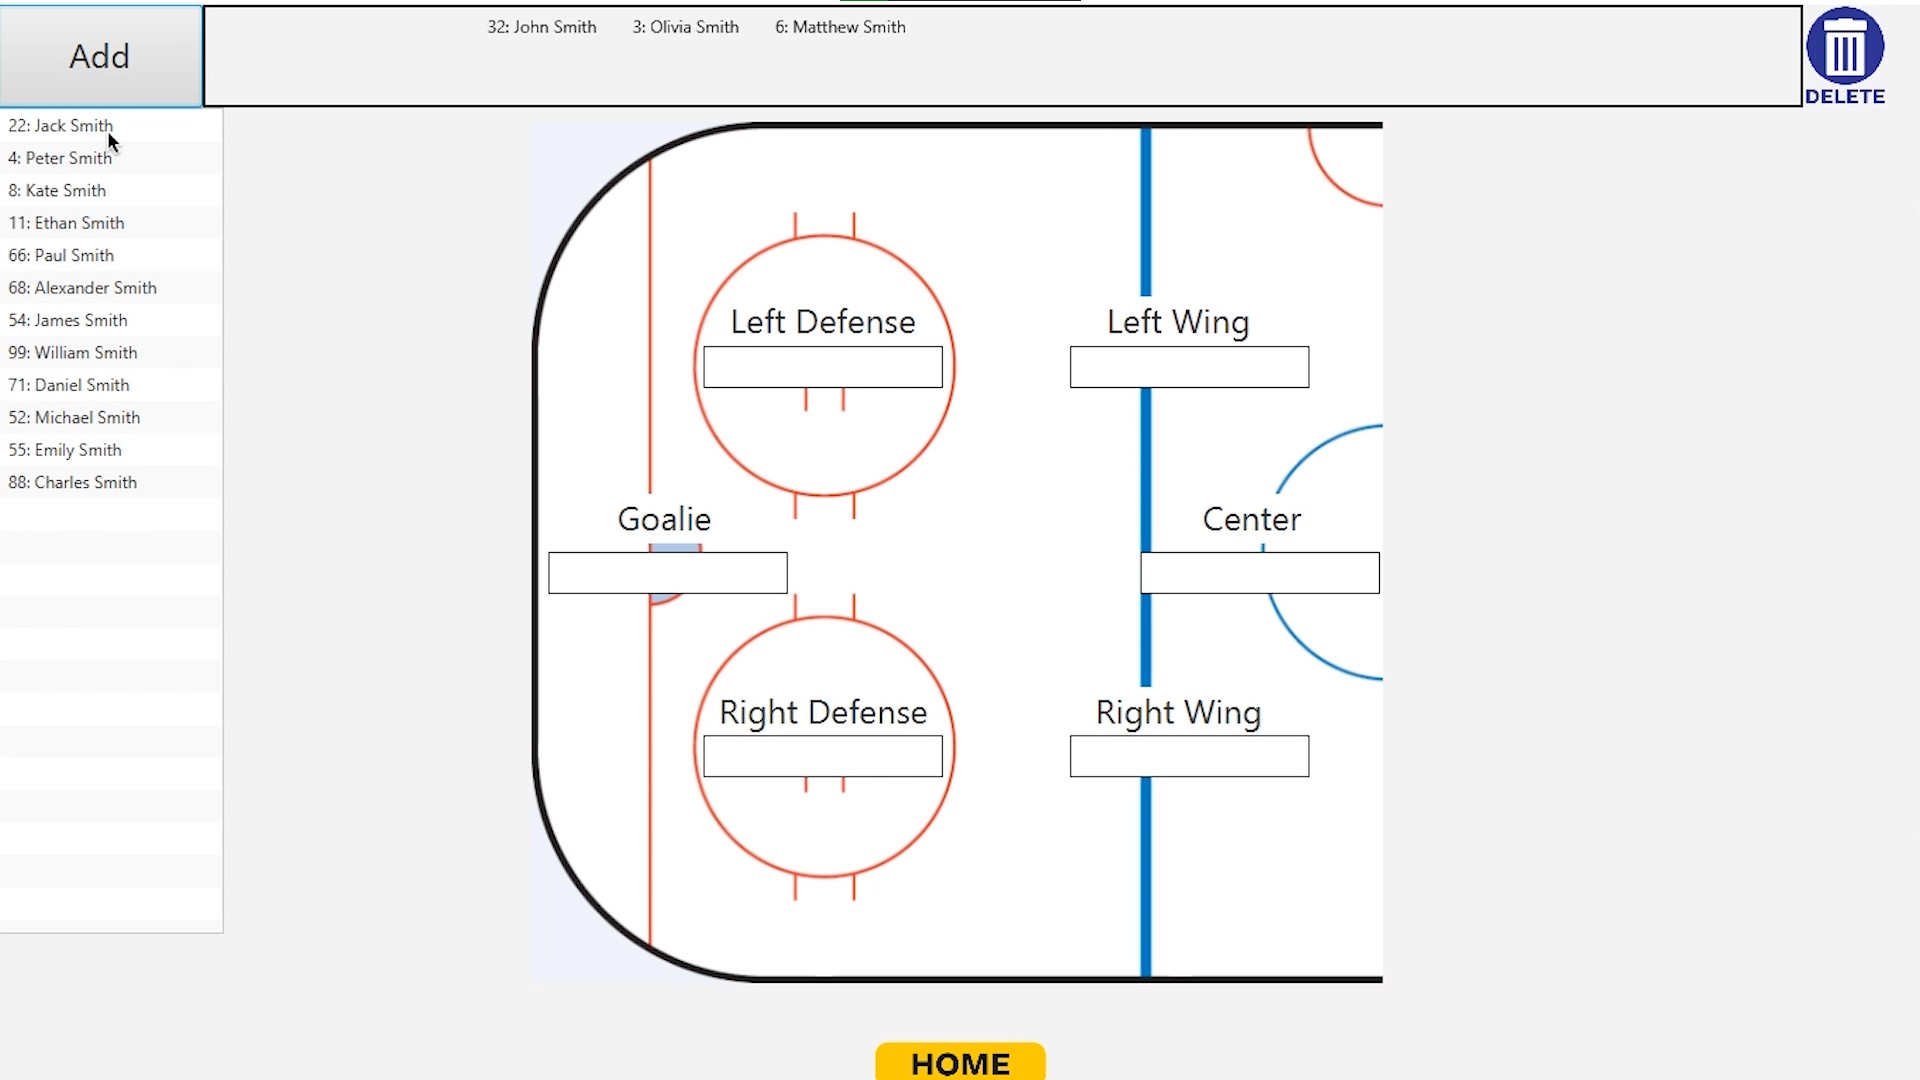 Add
32: John Smith 3: Olivia Smith 6: Matthew Smith
DELETE
22: Jack Smith
4: Peter Smith
8: Kate Smith
11: Ethan Smith
66: Paul Smith
68: Alexander Smith
54: James Smith
99: William Smith
71: Daniel Smith
52: Michael Smith
55: Emily Smith
88: Charles Smith
Left Defense
Left Wing
Goalie
Center
Right Defense
Right Wing
HOME